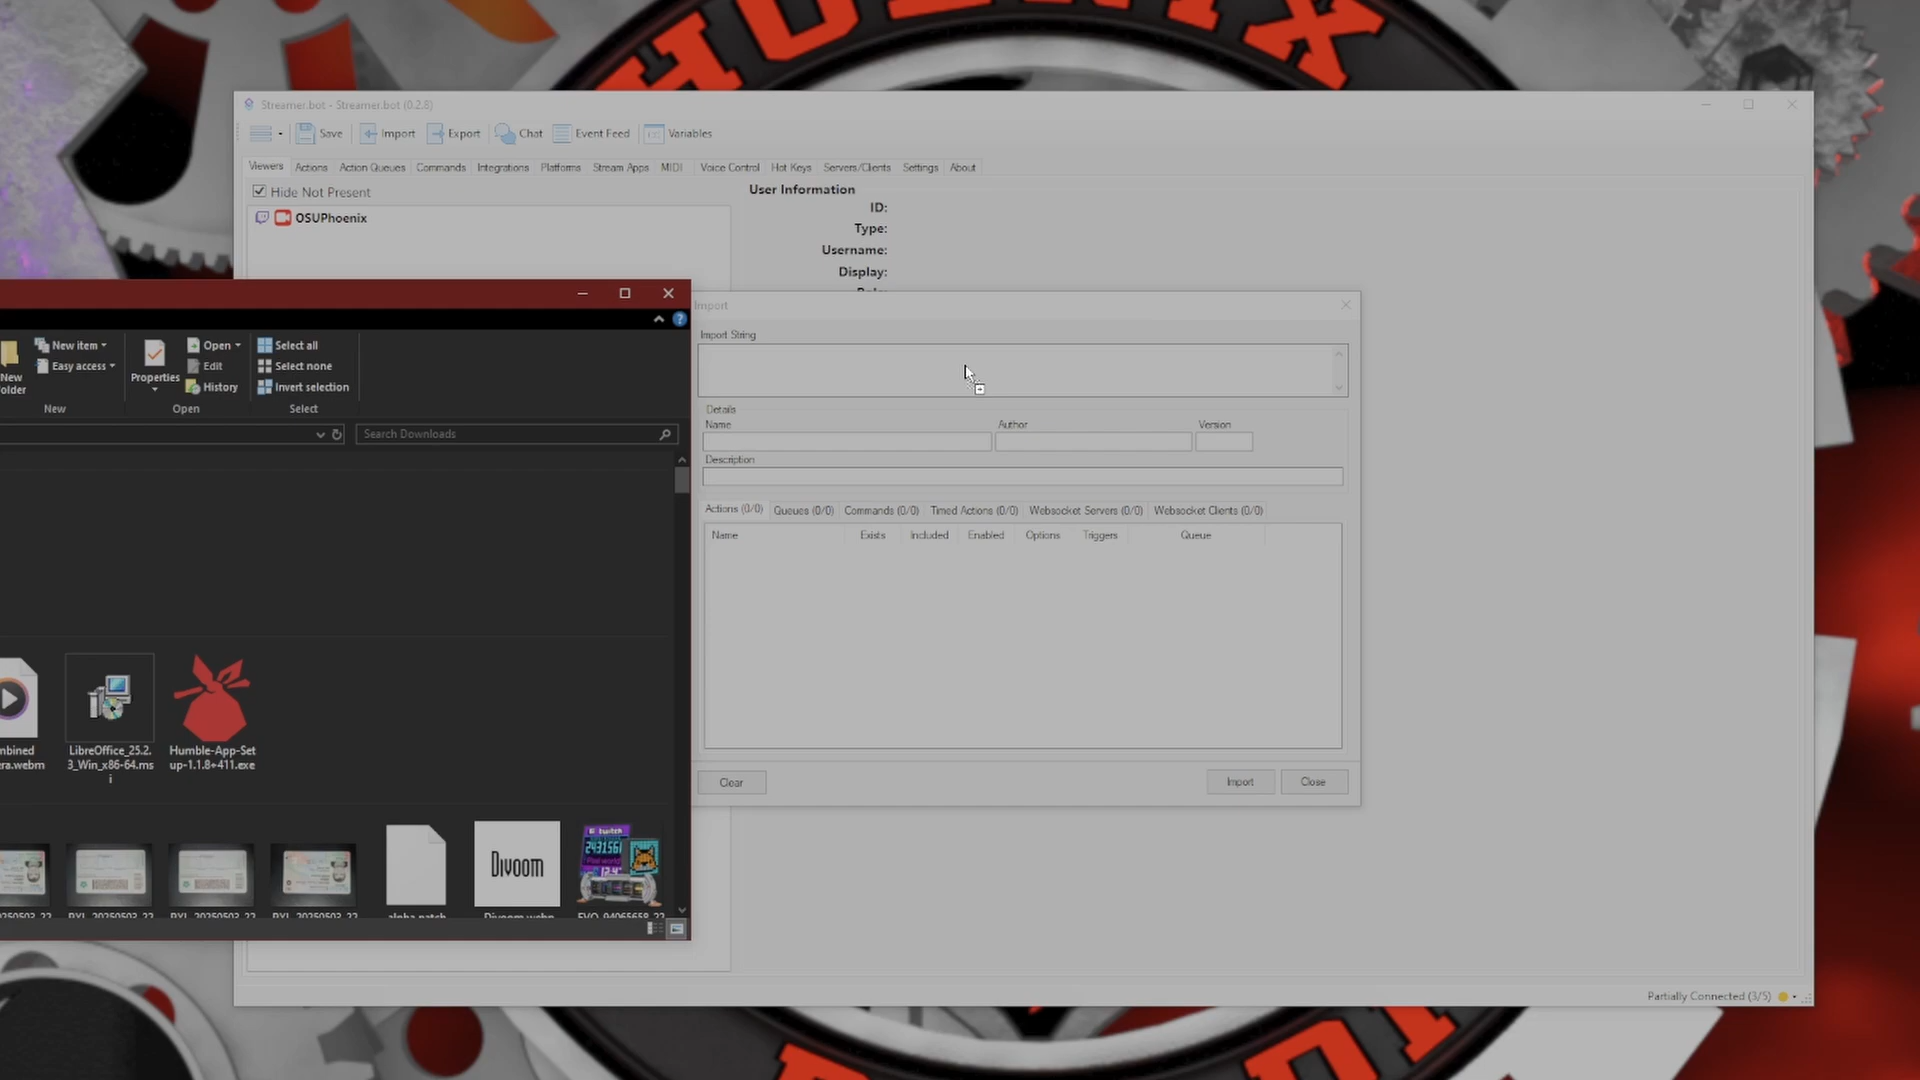 HOENIX
Streamer.bot - Streamer.bot (0.2.8)
Save
Import
Export
Chat
Event Feed
Variables
Viewers
Actions
Action Queues
Commands
Integrations
Platforms
Stream Apps
MIDI
Voice Control
Hot Keys
Servers/Clients
Settings
About
Hide Not Present
OSUPhoenix
User Information
ID:
Type:
Username:
Display:
New item
Easy access
New
older
New
Properties
Open
Edit
History
Open
Select all
Select none
Invert selection
Select
Search Downloads
nbined
era.webm
LibreOffice_25.2.
3_Win_x86-64.ms
i
Humble-App-Set
up-1.1.8+411.exe
Divoom
twitch
Import
Import String
Details
Name
Author
Version
Description
Actions (0/0)
Queues (0/0)
Commands (0/0)
Timed Actions (0/0)
Websocket Servers (0/0)
Websocket Clients (0/0)
Name
Exists
Included
Enabled
Options
Triggers
Queue
Clear
Import
Close
Partially Connected (3/5)